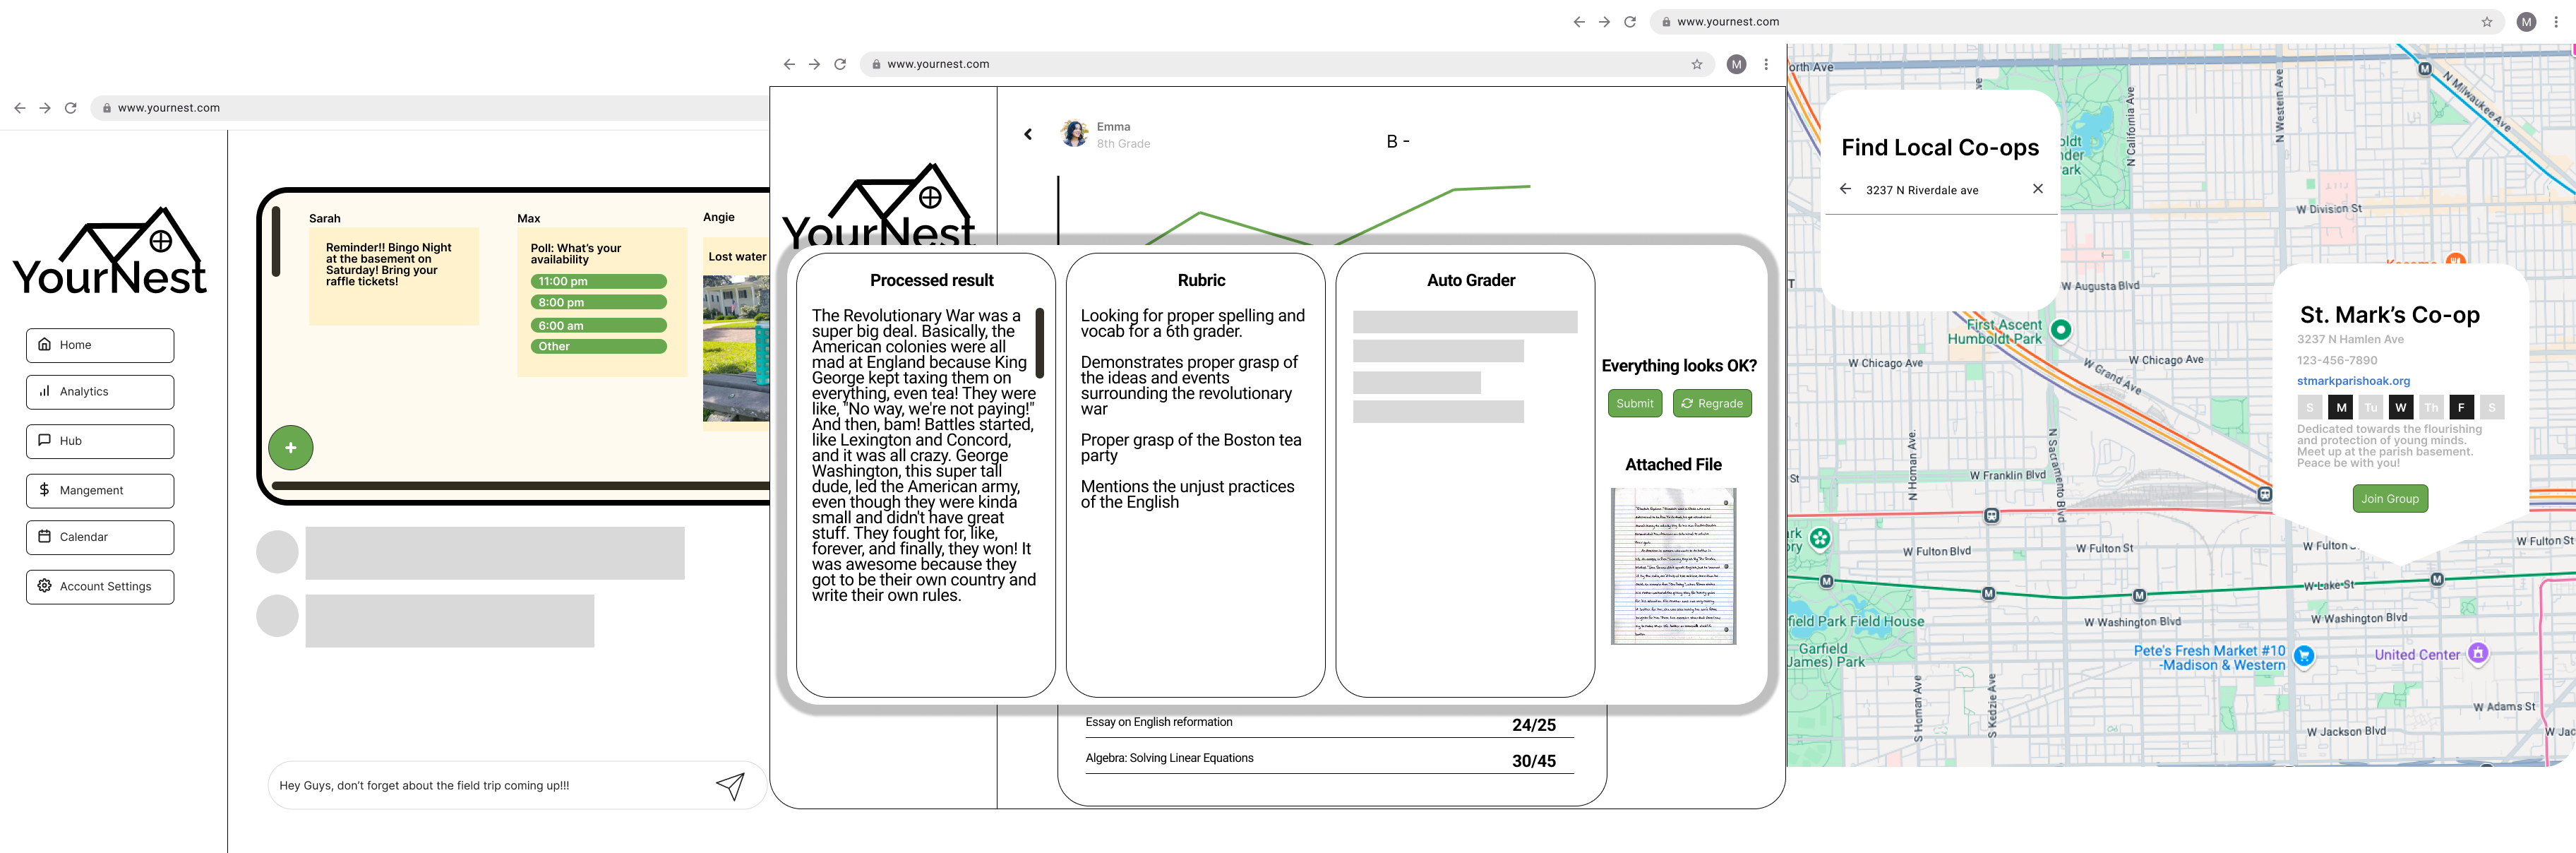 www.yournest.com
YourNest
Home
Analytics
Hub
Mangement
Calendar
Account Settings
Sarah
Reminder!! Bingo Night
at the basement on
Saturday! Bring your
raffle tickets!
Max
Poll: What's your
availability
11:00 pm
8:00 pm
6:00 am
Other
Angie
Lost water
+
Hey Guys, don't forget about the field trip coming up!!!
www.yournest.com
M
YourNest
Emma
8th Grade
B -
Processed result
The Revolutionary War was a
super big deal. Basically, the
American colonies were all
mad at England because King
George kept taxing them on
everything, even tea! They were
like, "No way, we're not paying!"
And then, bam! Battles started,
like Lexington and Concord,
and it was all crazy. George
Washington, this super tall
dude, led the American army,
even though they were kinda
small and didn't have great
stuff. They fought for, like,
forever, and finally, they won! It
was awesome because they
got to be their own country and
write their own rules.
Rubric
Looking for proper spelling and
vocab for a 6th grader.
Demonstrates proper grasp of
the ideas and events
surrounding the revolutionary
war
Proper grasp of the Boston tea
party
Mentions the unjust practices
of the English
Auto Grader
Everything looks OK?
Submit
Regrade
Attached File
Essay on English reformation
24/25
Algebra: Solving Linear Equations
30/45
www.yournest.com
M
orth Ave
N California Ave
N Western Ave
N Milwaukee Ave
M
Find Local Co-ops
3237 N Riverdale ave
W Division St
W Augusta Blvd
First Ascent
Humboldt Park
W Chicago Ave
W Chicago Ave
W Grand Ave
St. Mark's Co-op
3237 N Hamlen Ave
123-456-7890
stmarkparishoak.org
S M Tu W Th F S
Dedicated towards the flourishing
and protection of young minds.
Meet up at the parish basement.
Peace be with you!
Join Group
N Homan Ave.
N Sacramento Blvd
W Franklin Blvd
St
W Fulton Blvd
W Fulton St
W Fulton
W Fulton St
W Lake St
M
M
M
M
W Washington Blvd
W Washington Blvd
field Park Field House
Garfield
(James) Park
Pete's Fresh Market #10
-Madison & Western
United Center
S Homan Ave
S Kedzie Ave
W Adams St
W Jackson Blvd
W Jac